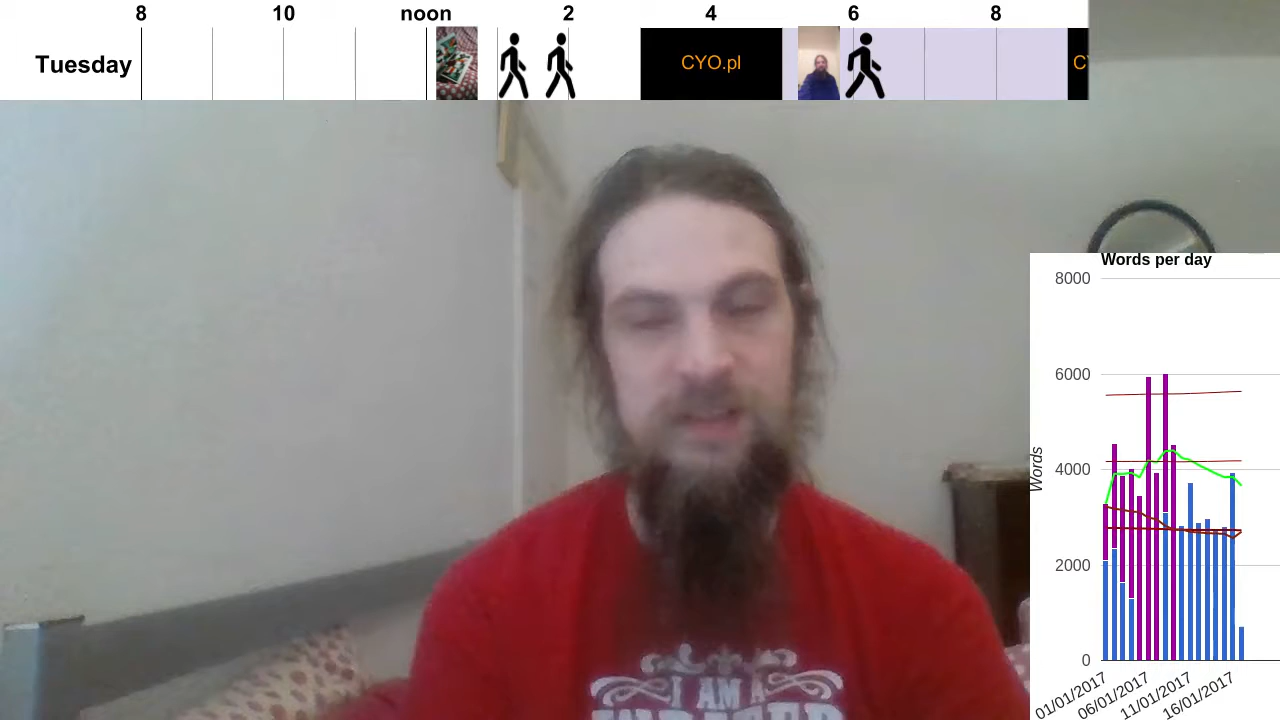 8 10 noon 2 4 6 8
Tuesday
CYO.pl
Words per day
8000
6000
4000
2000
0
Words
01/01/2017
06/01/2017
11/01/2017
16/01/2017
I AM A